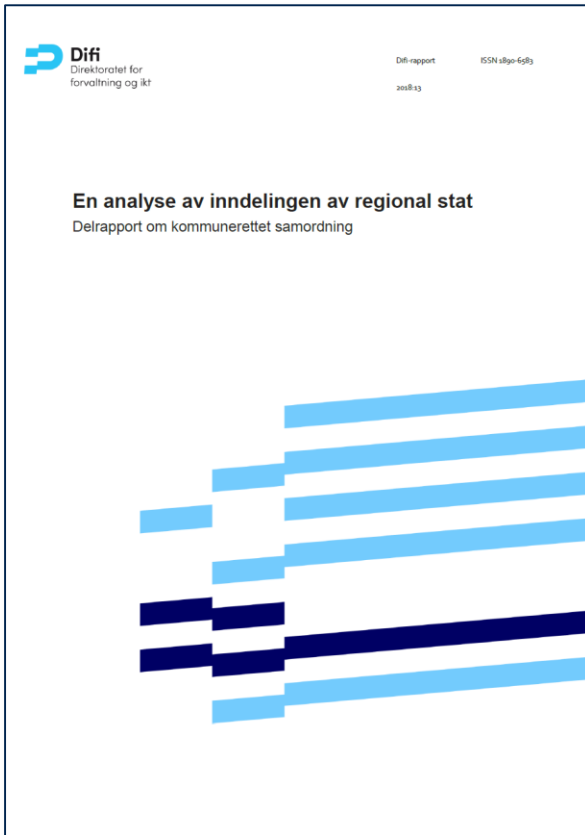 Difi
Direktoratet for
forvaltning og ikt
Difi-rapport ISSN 1890-6583
2018:13
En analyse av inndelingen av regional stat
Delrapport om kommunerettet samordning